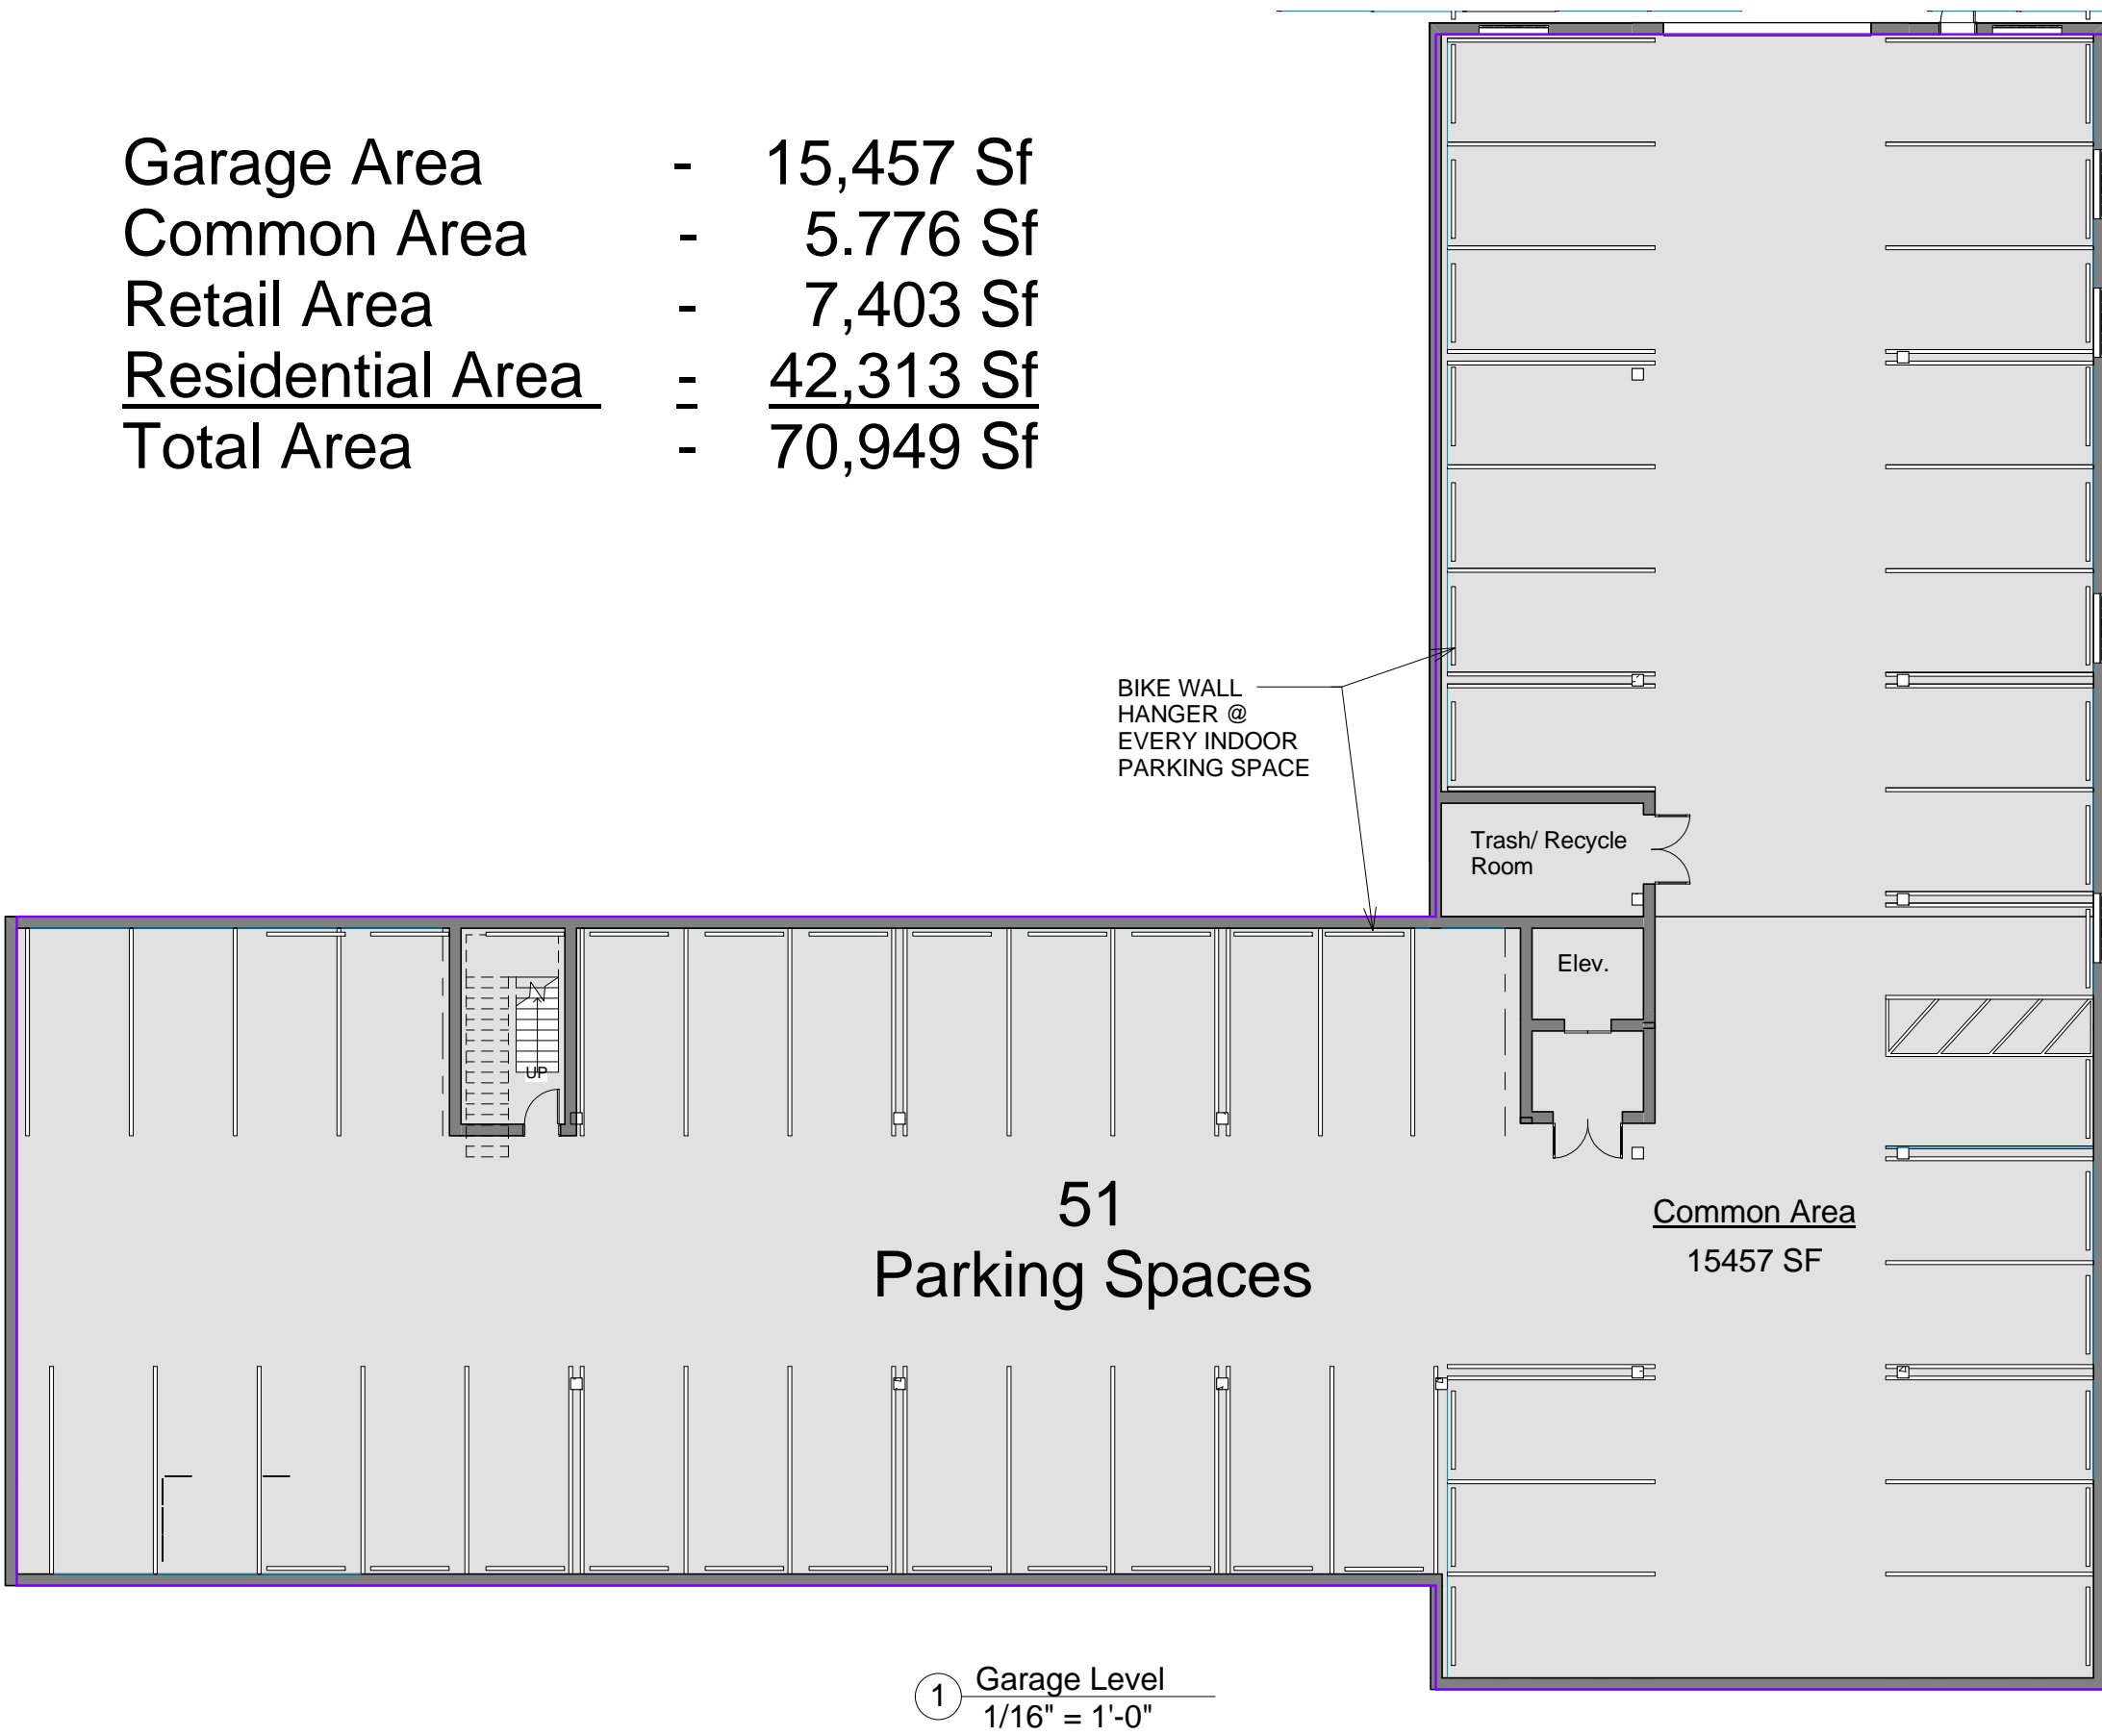 Garage Area - 15,457 Sf
Common Area - 5.776 Sf
Retail Area - 7,403 Sf
Residential Area - 42,313 Sf
Total Area - 70,949 Sf
BIKE WALL
HANGER @
EVERY INDOOR
PARKING SPACE
Trash/ Recycle
Room
Elev.
UP
51
Parking Spaces
Common Area
15457 SF
1 Garage Level
1/16" = 1'-0"